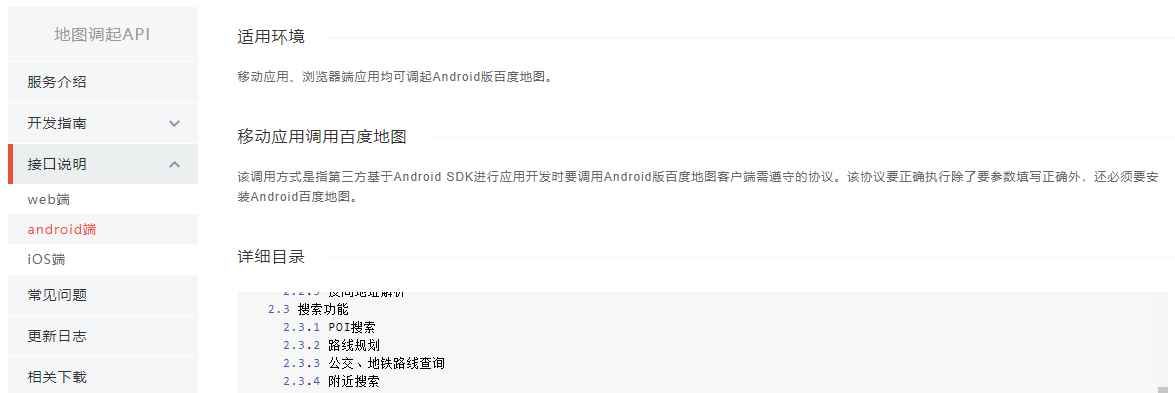 地图调起API
服务介绍
开发指南
接口说明
web端
android端
iOS端
常见问题
更新日志
相关下载
适用环境
移动应用、浏览器端应用均可调起Android版百度地图。
移动应用调用百度地图
该调用方式是指第三方基于Android SDK进行应用开发时要调用Android版百度地图客户端需遵守的协议。该协议要正确执行除了要参数填写正确外，还必须要安
装Android百度地图。
详细目录
2.2.3 反向地址解析
2.3 搜索功能
2.3.1 POI搜索
2.3.2 路线规划
2.3.3 公交、地铁路线查询
2.3.4 附近搜索